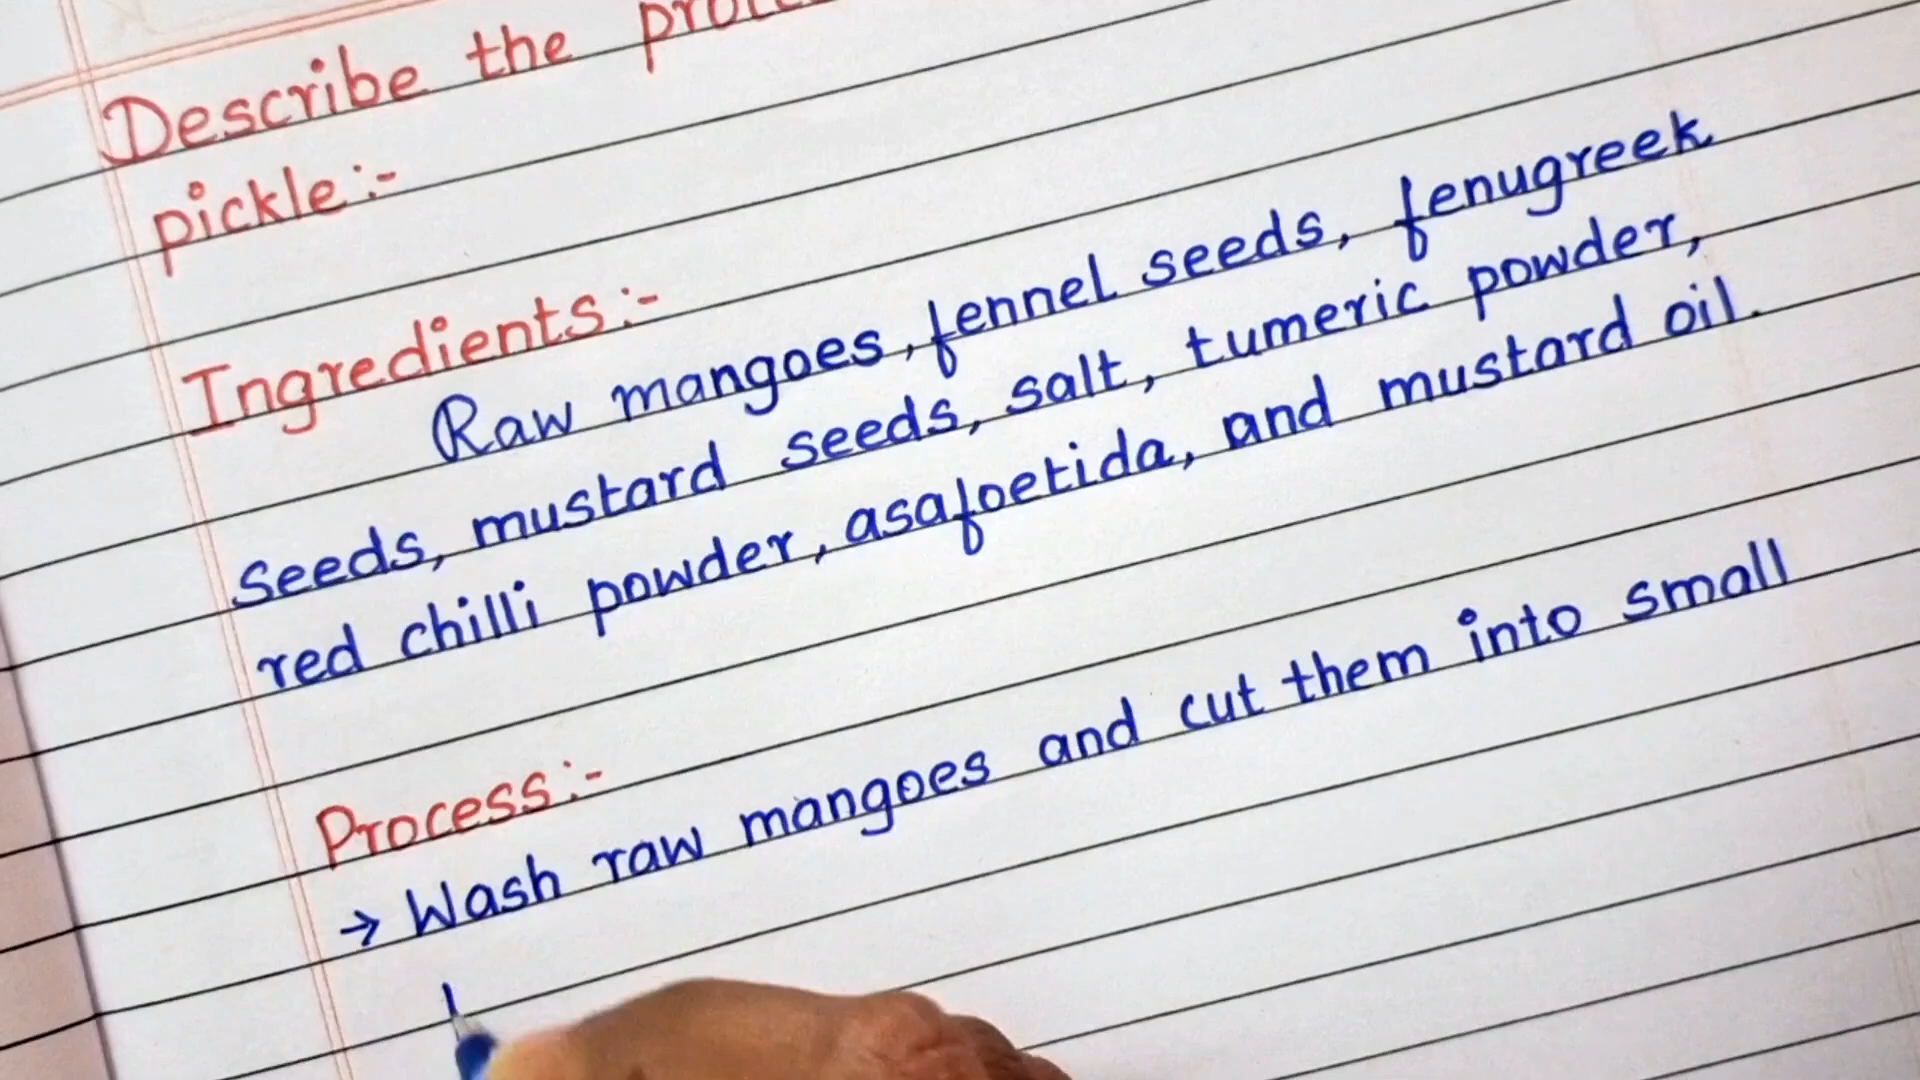 Describe the
pickle:-
Ingredients:-
Raw mangoes, fennel seeds, fenugreek
seeds, mustard seeds, salt, tumeric powder,
red chilli powder, asafoetida, and mustard oil.
Process:-
→ Wash raw mangoes and cut them into small